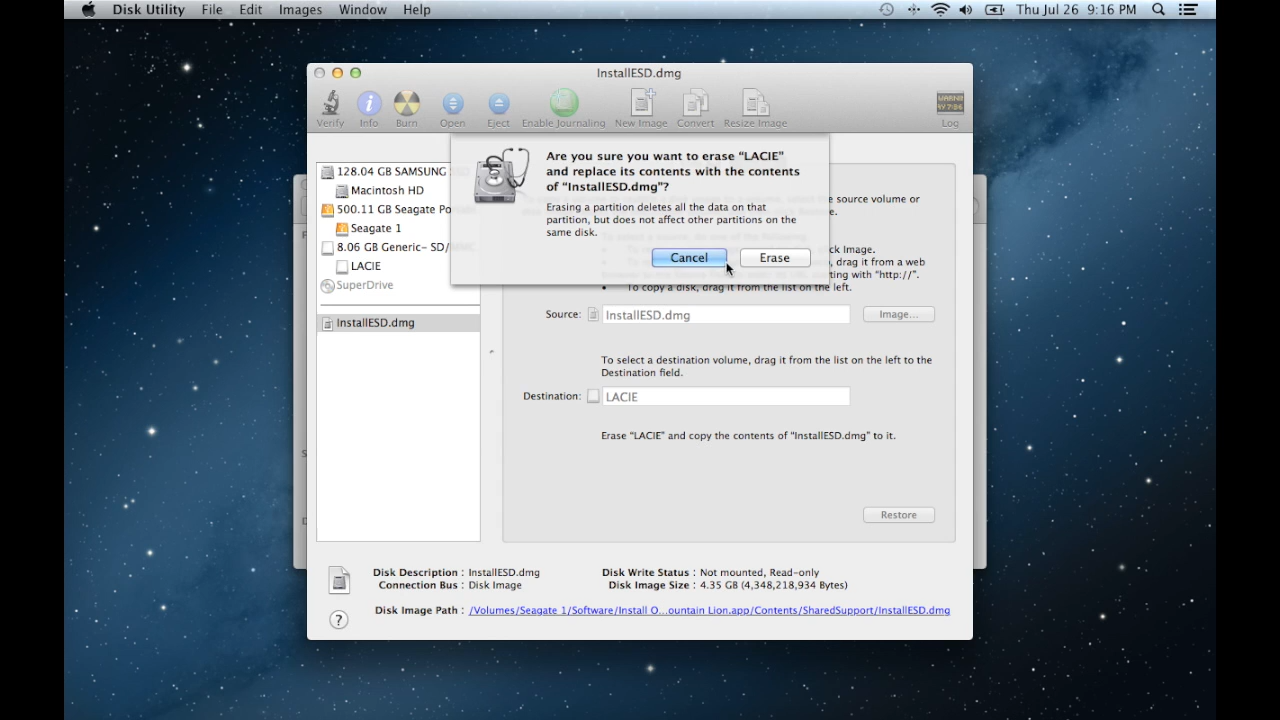 Disk Utility File Edit Images Window Help Thu Jul 26 9:16 PM
InstallESD.dmg
Verify Info Burn Open Eject Enable Journaling New Image Convert Resize Image Log
Are you sure you want to erase “LACIE”
and replace its contents with the contents
of “InstallESD.dmg”?
Erasing a partition deletes all the data on that
partition, but does not affect other partitions on the
same disk.
Cancel Erase
128.04 GB SAMSUNG
Macintosh HD
500.11 GB Seagate Po
Seagate 1
8.06 GB Generic- SD/MMC
LACIE
SuperDrive
InstallESD.dmg
the source volume or
click Image.
drag it from a web
starting with “http://”.
• To copy a disk, drag it from the list on the left.
Source: InstallESD.dmg Image...
To select a destination volume, drag it from the list on the left to the
Destination field.
Destination: LACIE
Erase “LACIE” and copy the contents of “InstallESD.dmg” to it.
Restore
Disk Description : InstallESD.dmg Disk Write Status : Not mounted, Read-only
Connection Bus : Disk Image Disk Image Size : 4.35 GB (4,348,218,934 Bytes)
Disk Image Path : /Volumes/Seagate 1/Software/Install O...ountain Lion.app/Contents/SharedSupport/InstallESD.dmg
?